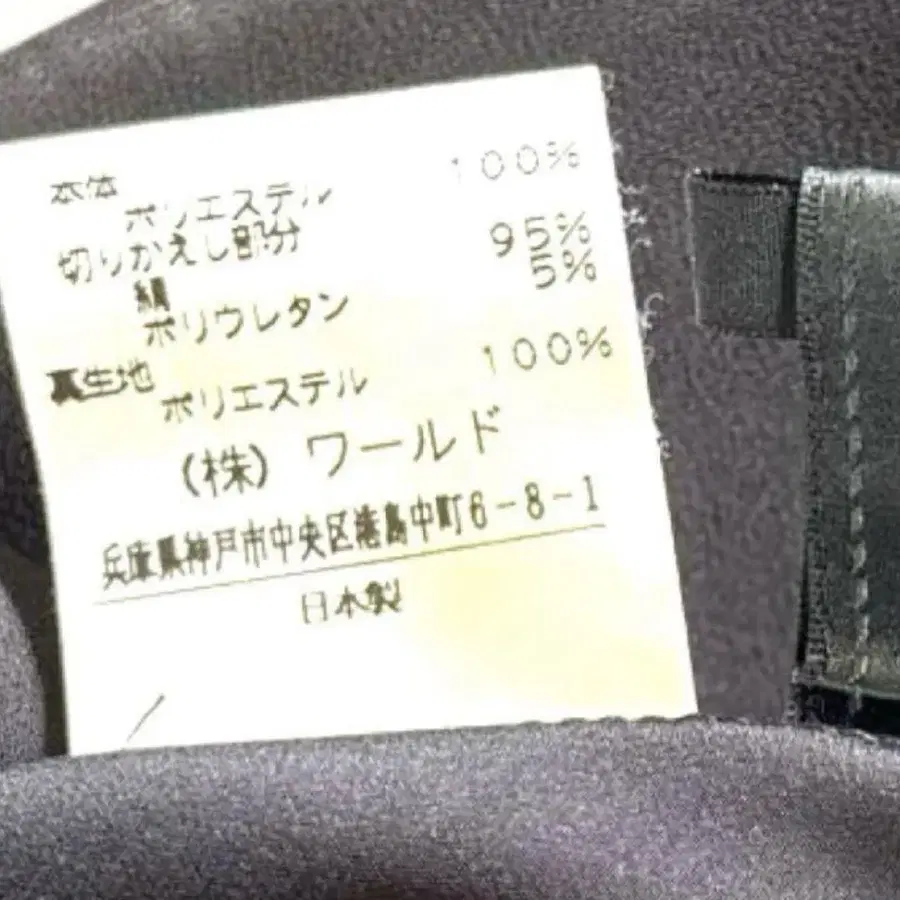 本体
ポリエステル 100%
切りかえし部分
絹 95%
ポリウレタン 5%
裏生地
ポリエステル 100%
(株) ワールド
兵庫県神戸市中央区港島中町6-8-1
日本製